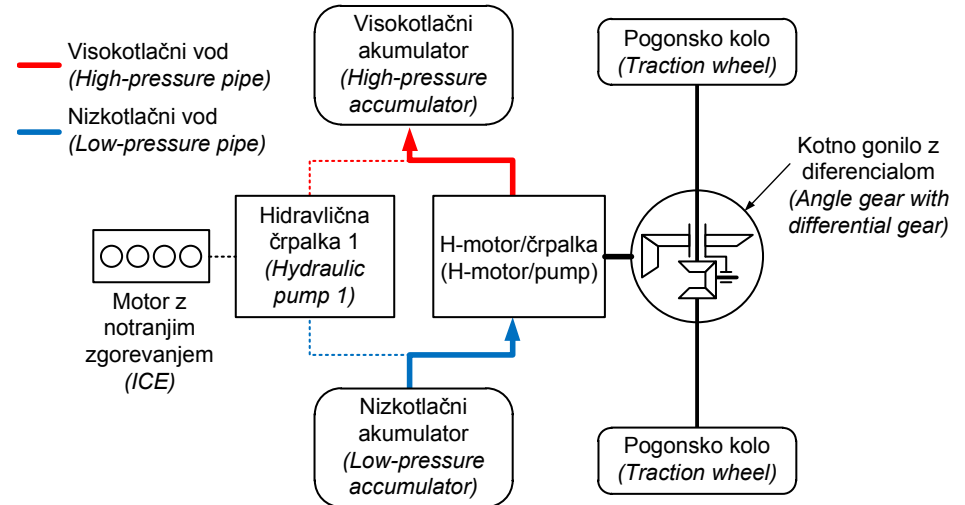 Visokotlačni vod
(High-pressure pipe)
Nizkotlačni vod
(Low-pressure pipe)
Visokotlačni
akumulator
(High-pressure
accumulator)
Pogonsko kolo
(Traction wheel)
Kotno gonilo z
diferencialom
(Angle gear with
differential gear)
Hidravlična
črpalka 1
(Hydraulic
pump 1)
H-motor/črpalka
(H-motor/pump)
Motor z
notranjim
zgorevanjem
(ICE)
Nizkotlačni
akumulator
(Low-pressure
accumulator)
Pogonsko kolo
(Traction wheel)